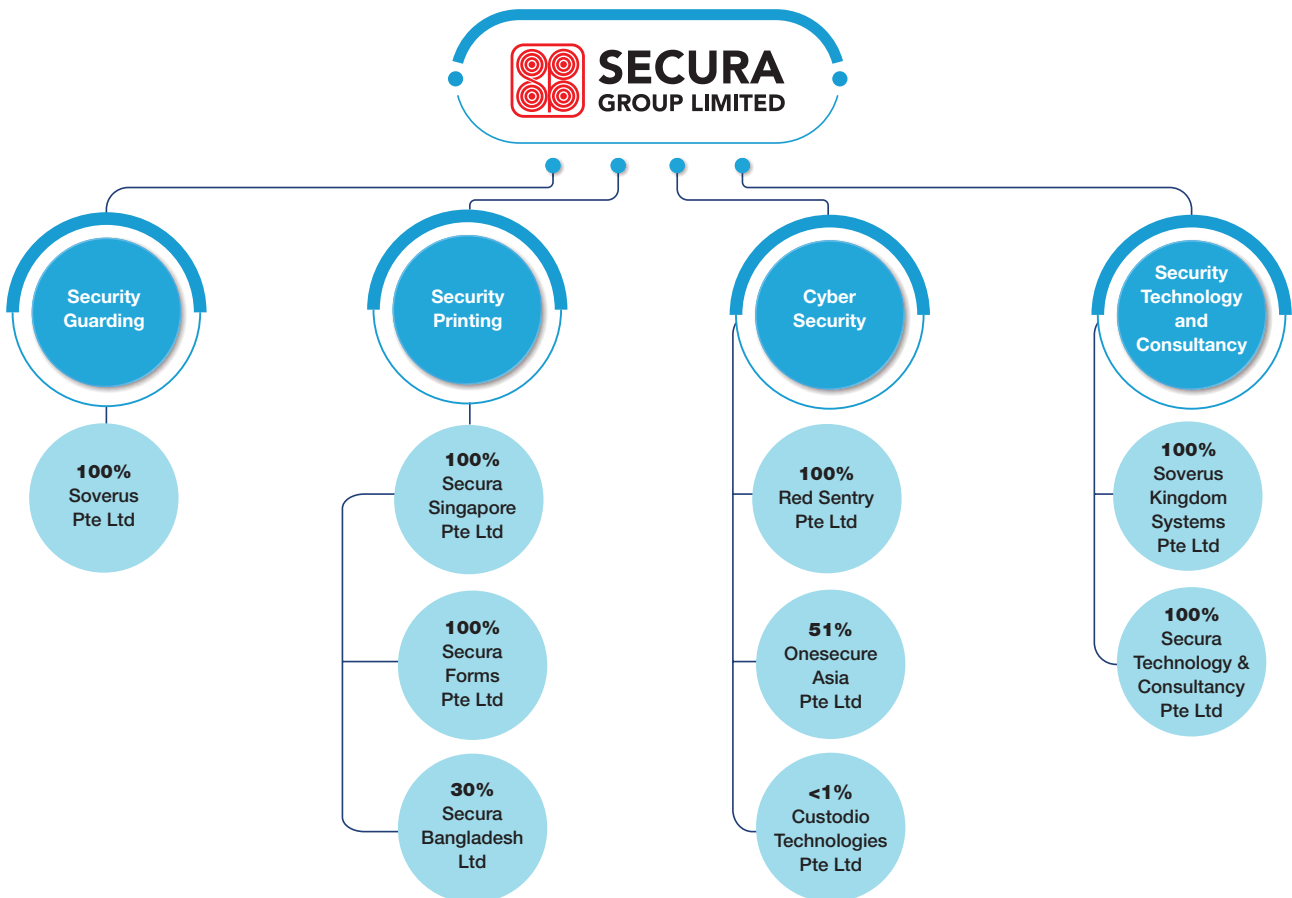 SECURA
GROUP LIMITED
Security
Guarding
100%
Soverus
Pte Ltd
Security
Printing
100%
Secura
Singapore
Pte Ltd
100%
Secura
Forms
Pte Ltd
30%
Secura
Bangladesh
Ltd
Cyber
Security
100%
Red Sentry
Pte Ltd
51%
Onesecure
Asia
Pte Ltd
<1%
Custodio
Technologies
Pte Ltd
Security
Technology
and
Consultancy
100%
Soverus
Kingdom
Systems
Pte Ltd
100%
Secura
Technology &
Consultancy
Pte Ltd